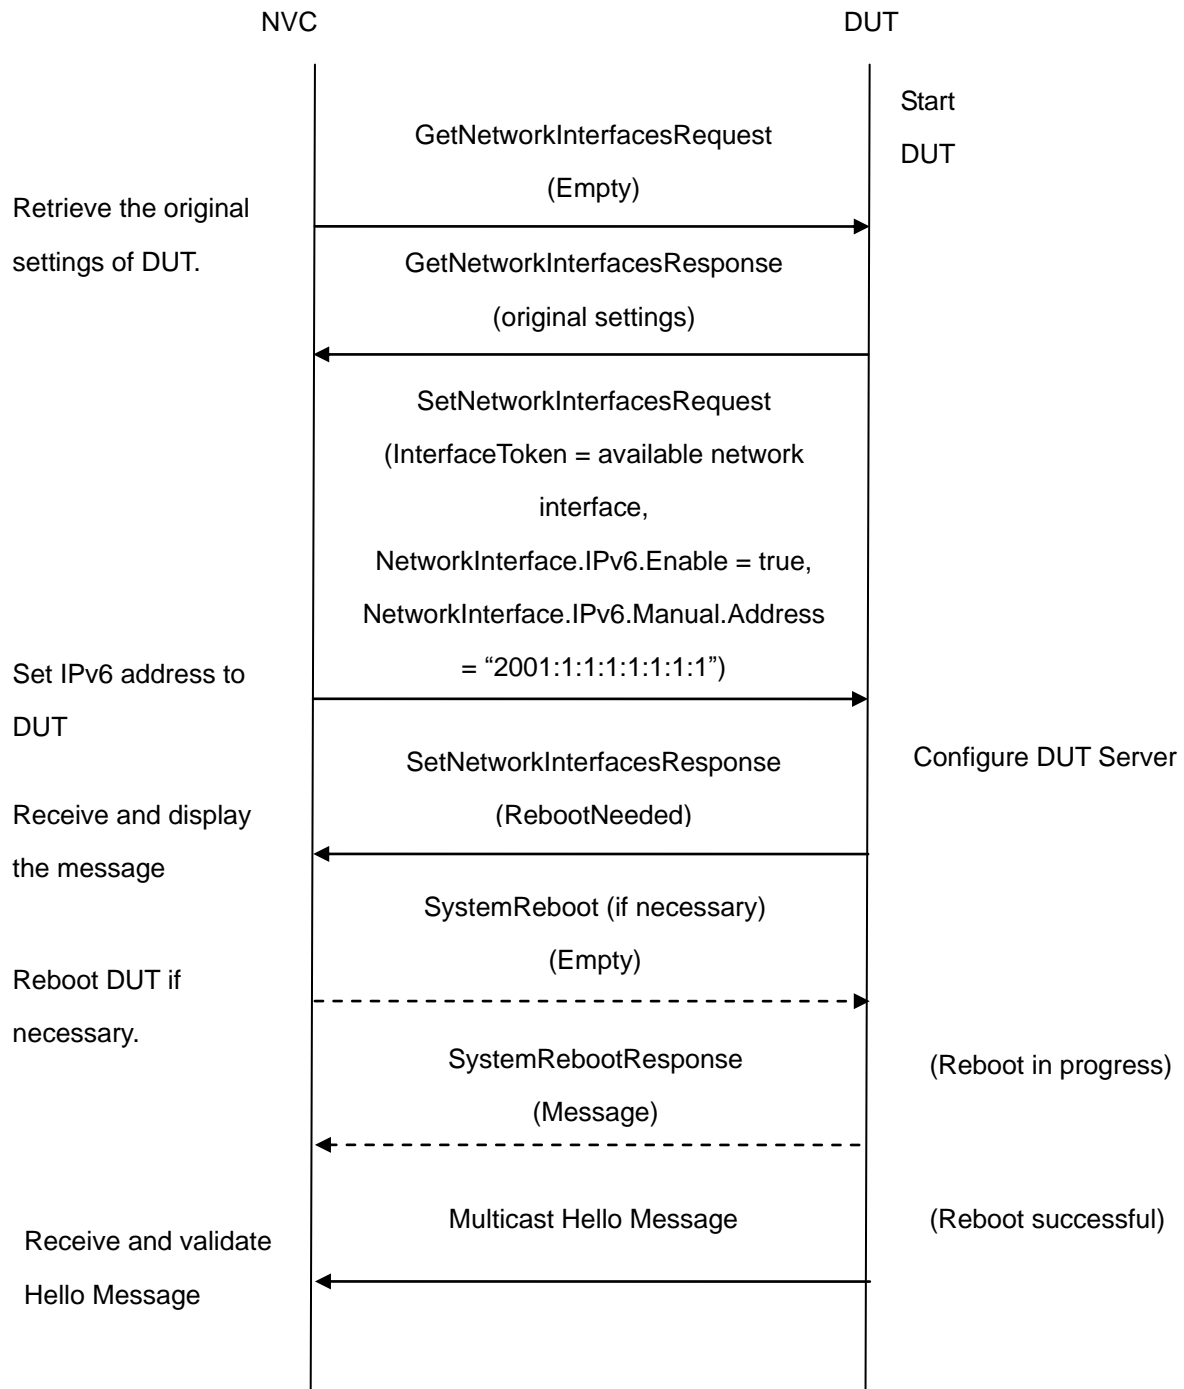 NVC
DUT
Start
DUT
GetNetworkInterfacesRequest
(Empty)
Retrieve the original
settings of DUT.
GetNetworkInterfacesResponse
(original settings)
SetNetworkInterfacesRequest
(InterfaceToken = available network
interface,
NetworkInterface.IPv6.Enable = true,
NetworkInterface.IPv6.Manual.Address
= “2001:1:1:1:1:1:1:1:1”)
Set IPv6 address to
DUT
Configure DUT Server
SetNetworkInterfacesResponse
(RebootNeeded)
Receive and display
the message
SystemReboot (if necessary)
(Empty)
Reboot DUT if
necessary.
SystemRebootResponse
(Message)
(Reboot in progress)
Multicast Hello Message
(Reboot successful)
Receive and validate
Hello Message